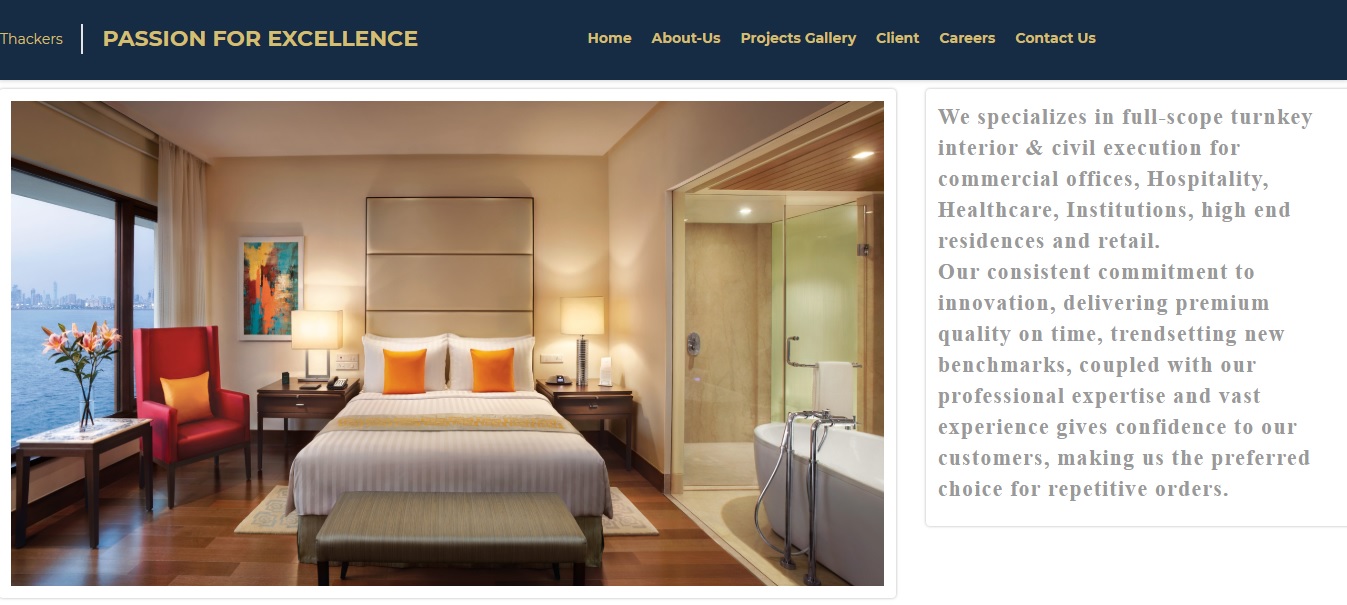 Thackers
PASSION FOR EXCELLENCE
Home About-Us Projects Gallery Client Careers Contact Us
We specializes in full-scope turnkey
interior & civil execution for
commercial offices, Hospitality,
Healthcare, Institutions, high end
residences and retail.
Our consistent commitment to
innovation, delivering premium
quality on time, trendsetting new
benchmarks, coupled with our
professional expertise and vast
experience gives confidence to our
customers, making us the preferred
choice for repetitive orders.